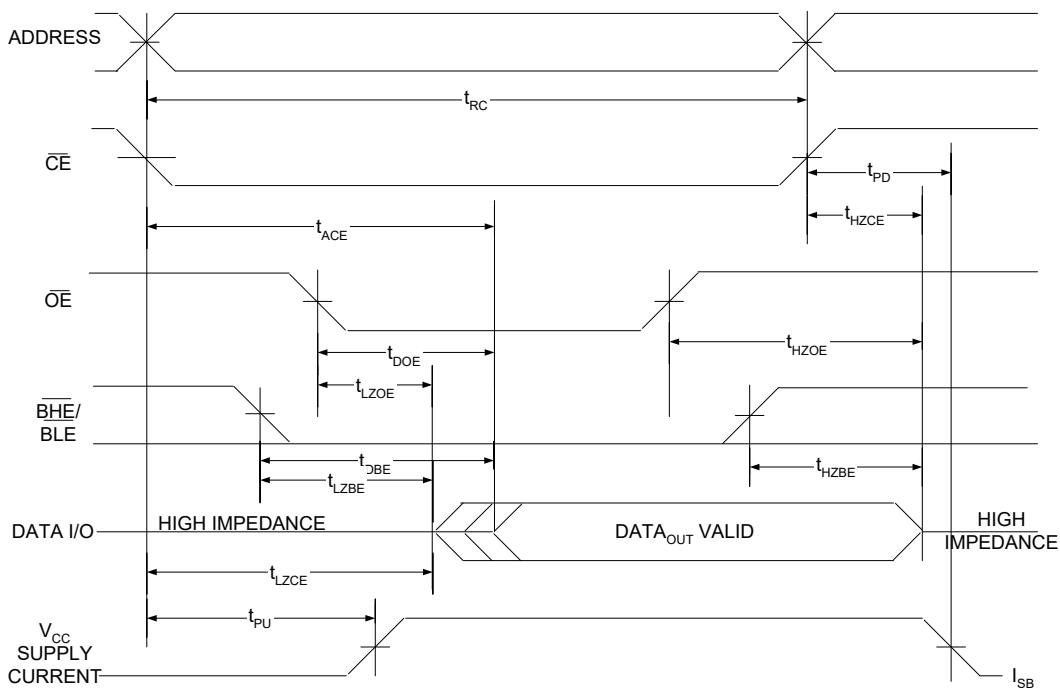 ADDRESS
tRC
CE
tPD
tHZCE
tACE
OE
tDOE
tHZOE
tLZOE
BHE/
BLE
tDBE
tHZBE
tLZBE
HIGH IMPEDANCE
DATA I/O
DATAOUT VALID
HIGH
IMPEDANCE
tLZCE
tPU
VCC
SUPPLY
CURRENT
ISB